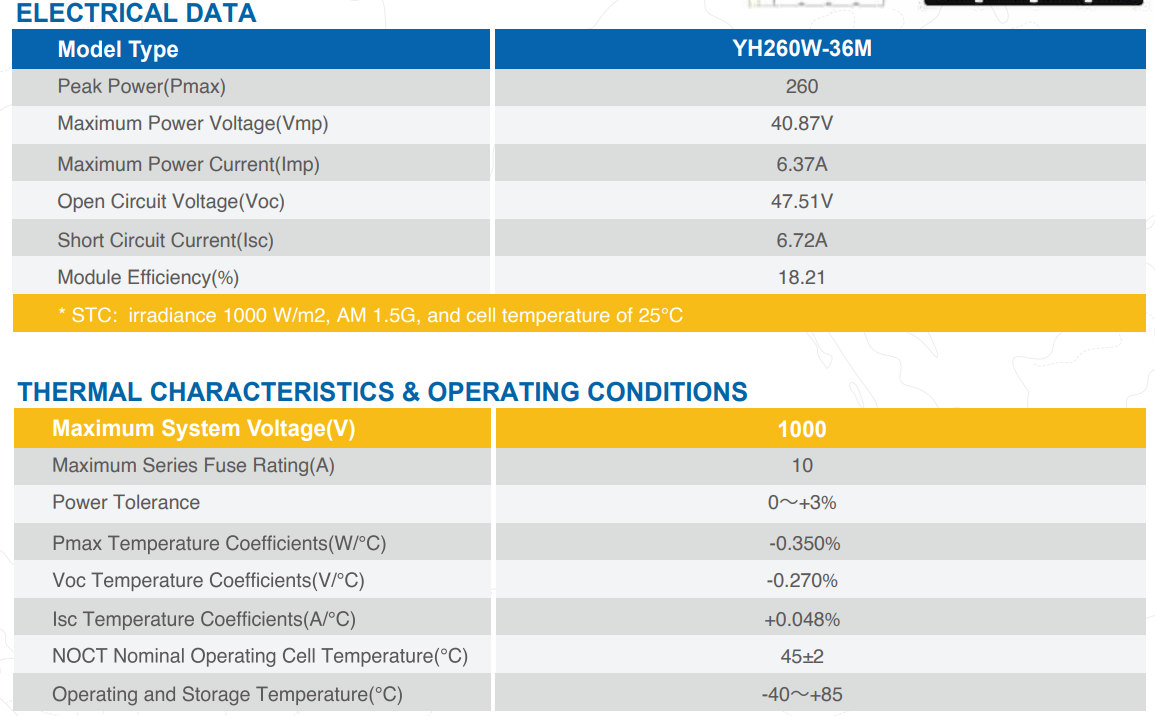 ELECTRICAL DATA
Model Type YH260W-36M
Peak Power(Pmax) 260
Maximum Power Voltage(Vmp) 40.87V
Maximum Power Current(Imp) 6.37A
Open Circuit Voltage(Voc) 47.51V
Short Circuit Current(Isc) 6.72A
Module Efficiency(%) 18.21
* STC: irradiance 1000 W/m2, AM 1.5G, and cell temperature of 25°C
THERMAL CHARACTERISTICS & OPERATING CONDITIONS
Maximum System Voltage(V) 1000
Maximum Series Fuse Rating(A) 10
Power Tolerance 0～+3%
Pmax Temperature Coefficients(W/°C) -0.350%
Voc Temperature Coefficients(V/°C) -0.270%
Isc Temperature Coefficients(A/°C) +0.048%
NOCT Nominal Operating Cell Temperature(°C) 45±2
Operating and Storage Temperature(°C) -40～+85